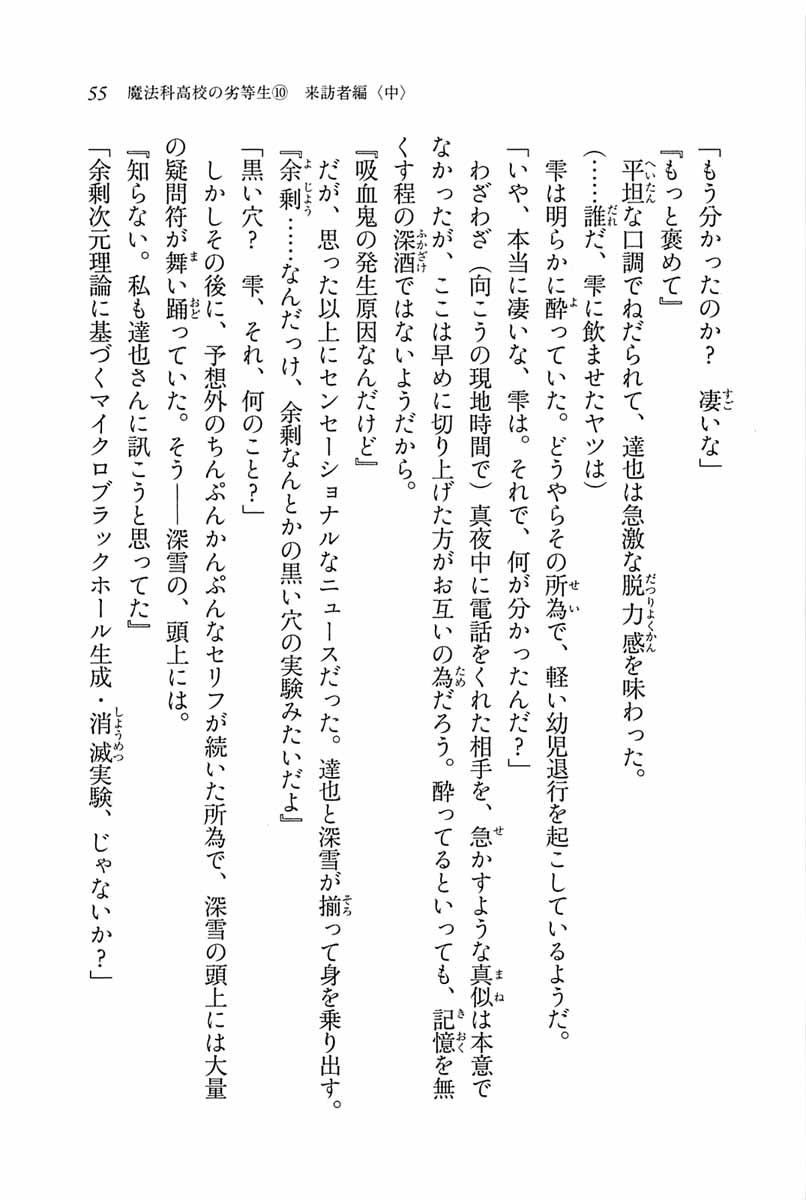 55　魔法科高校の劣等生⑩　来訪者編〈中〉
「もう分かったのか？　凄いな」
『もっと褒めて』
　平坦な口調でねだられて、達也は急激な脱力感を味わった。
（……誰だ、雫に飲ませたヤツは）
　雫は明らかに酔っていた。どうやらその所為で、軽い幼児退行を起こしているようだ。
「いや、本当に凄いな、雫は。それで、何が分かったんだ？」
　わざわざ（向こうの現地時間で）真夜中に電話をくれた相手を、急かすような真似は本意で
なかったが、ここは早めに切り上げた方がお互いの為だろう。酔ってるといっても、記憶を無
くす程の深酒ではないようだから。
『吸血鬼の発生原因なんだけど』
　だが、思った以上にセンセーショナルなニュースだった。達也と深雪が揃って身を乗り出す。
『余剰……なんだっけ、余剰なんとかの黒い穴の実験みたいだよ』
「黒い穴？　雫、それ、何のこと？」
　しかしその後に、予想外のちんぷんかんぷんなセリフが続いた所為で、深雪の頭上には大量
の疑問符が舞い踊っていた。そう――深雪の、頭上には。
『知らない。私も達也さんに訊こうと思ってた』
「余剰次元理論に基づくマイクロブラックホール生成・消滅実験、じゃないか？」